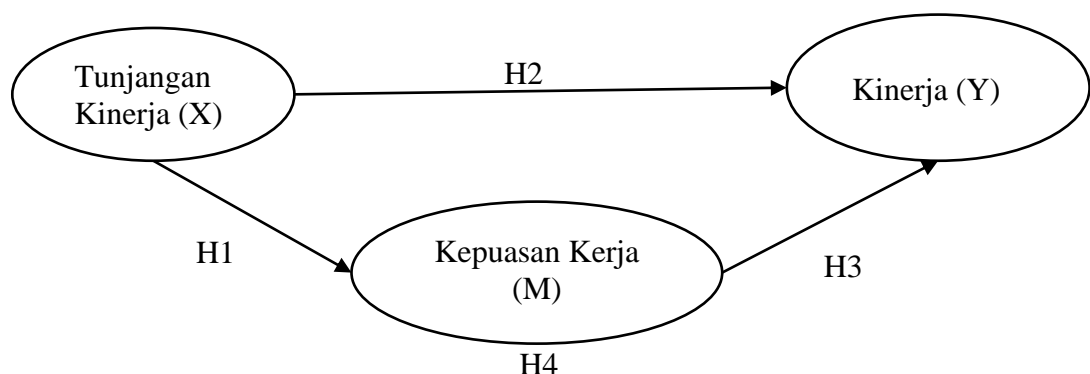 Tunjangan
Kinerja (X)
H2
Kinerja (Y)
H1
Kepuasan Kerja
(M)
H3
H4